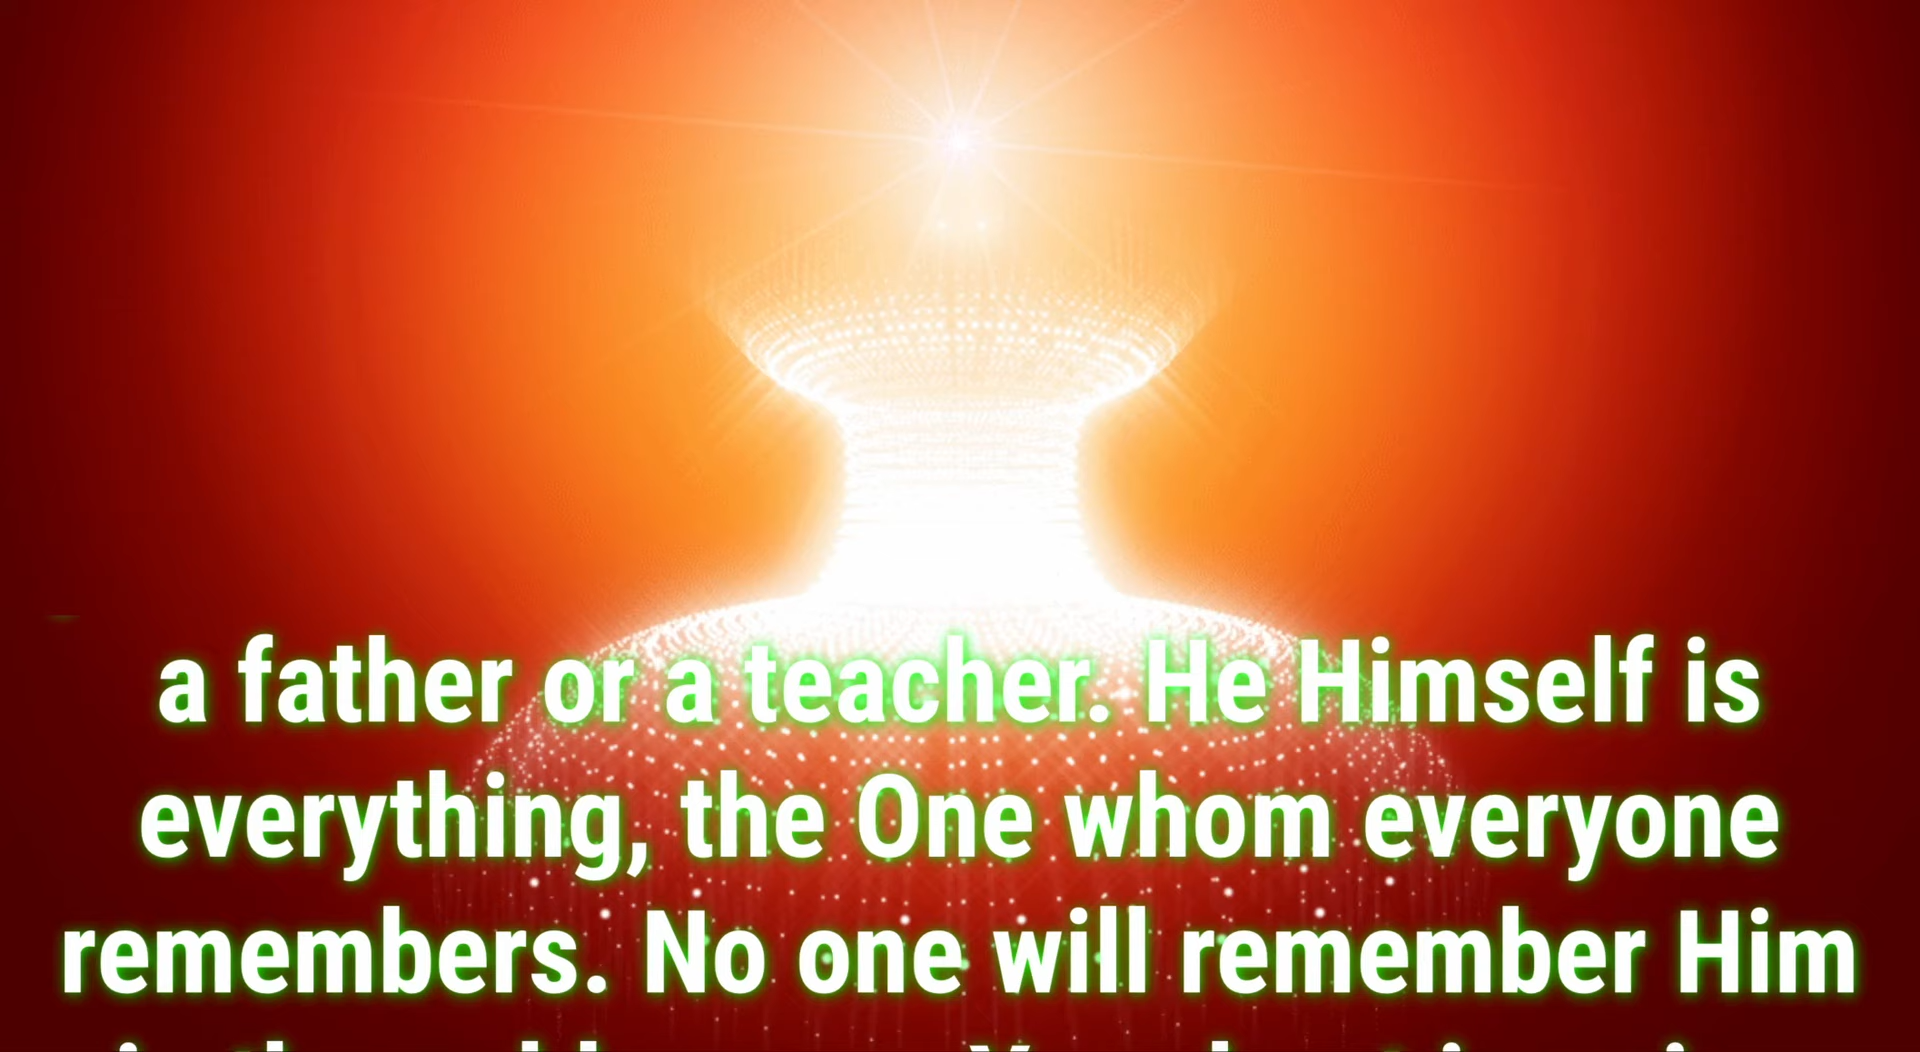 a father or a teacher. He Himself is
everything, the One whom everyone
remembers. No one will remember Him